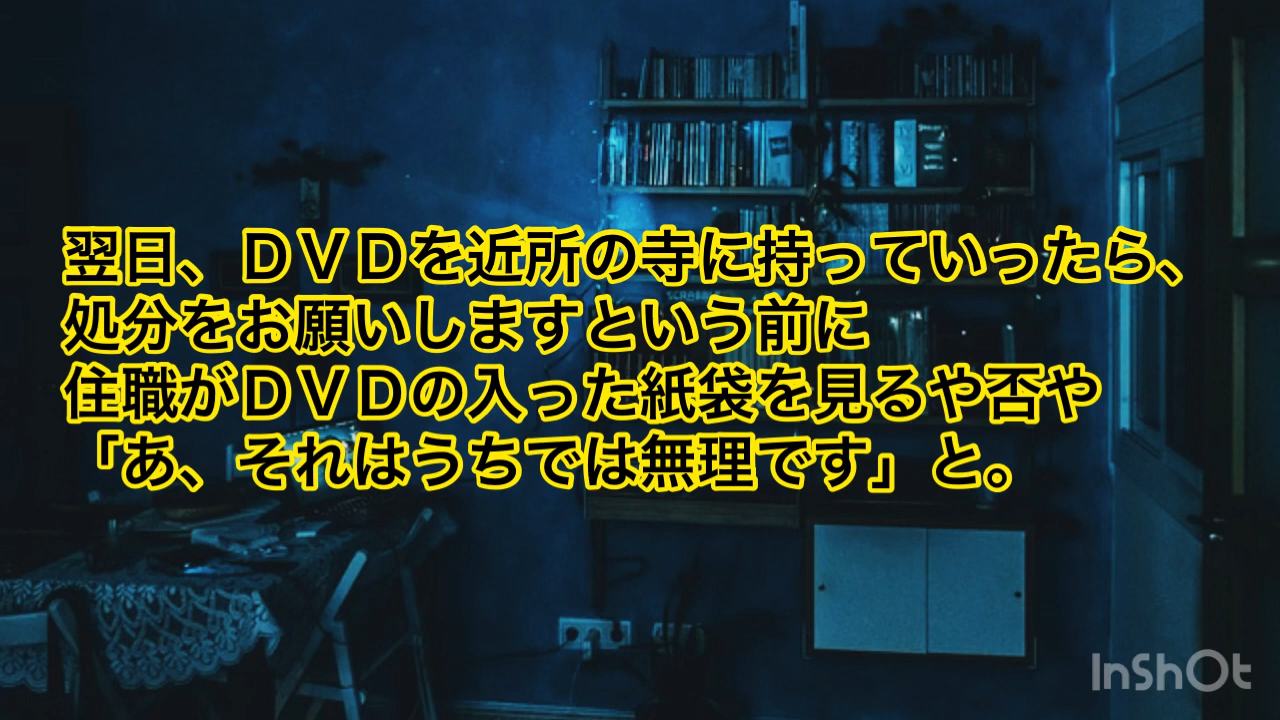 翌日、ＤＶＤを近所の寺に持っていったら、
処分をお願いしますという前に
住職がＤＶＤの入った紙袋を見るや否や
「あ、それはうちでは無理です」と。
InShOt